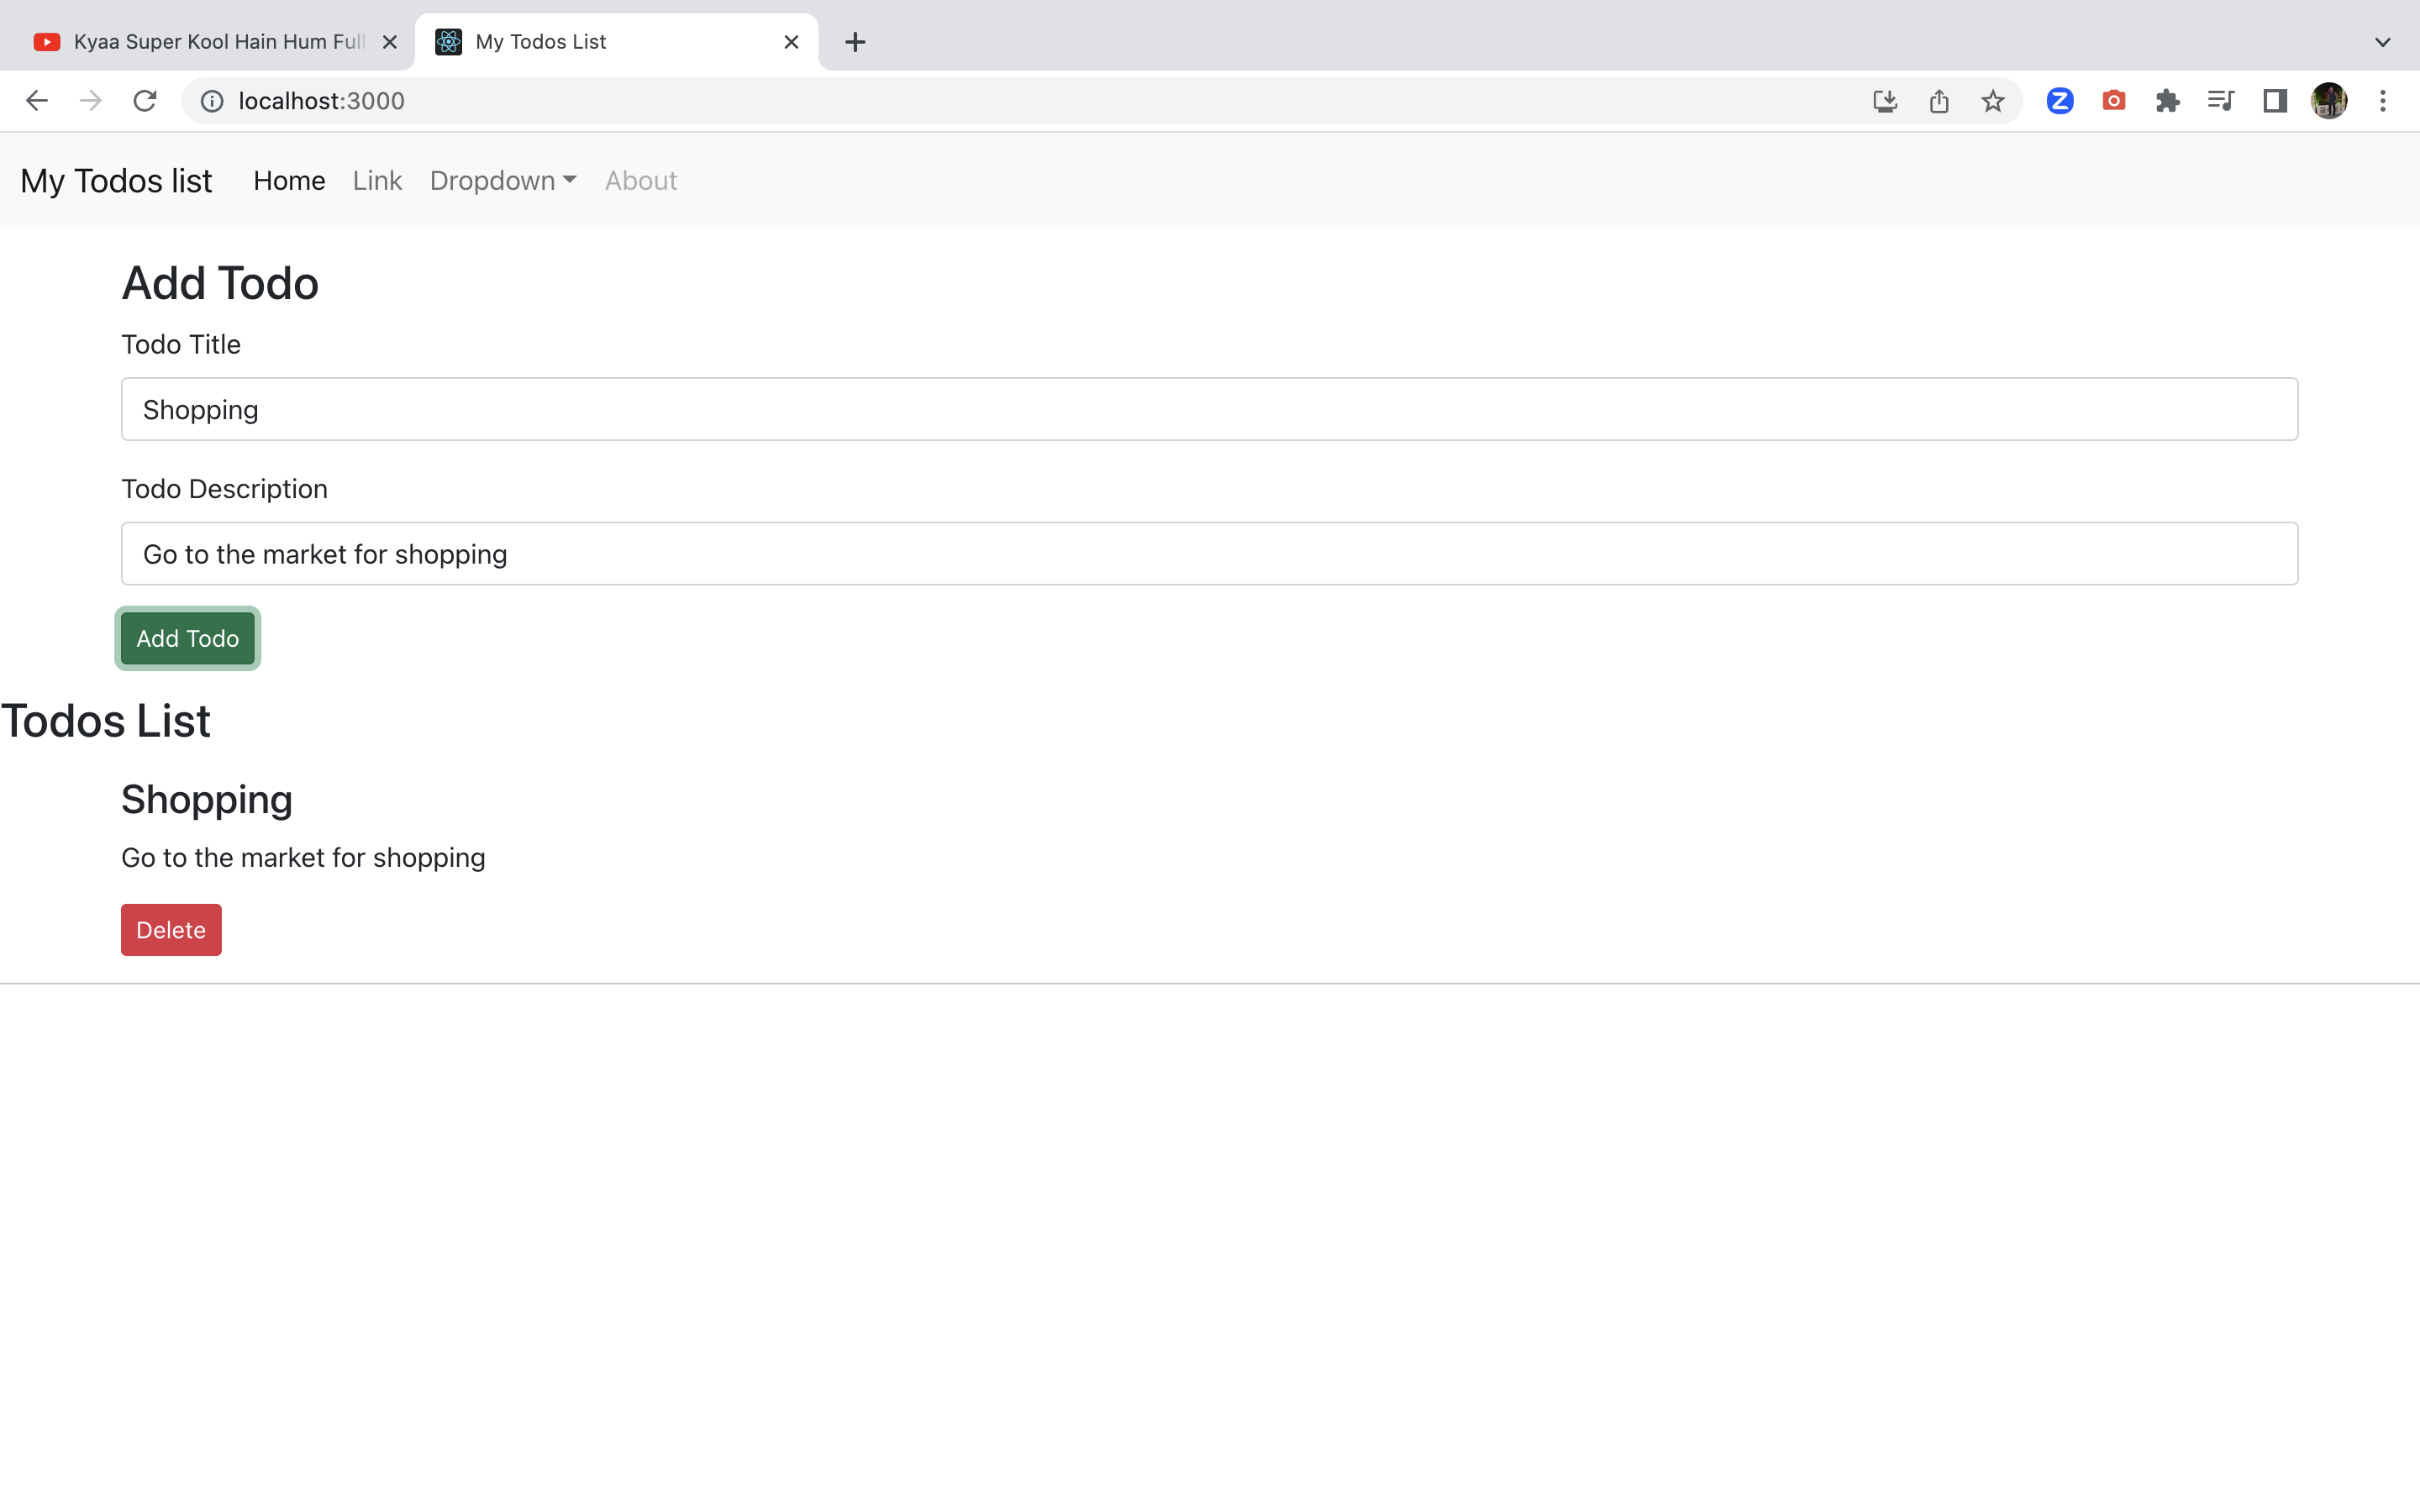 Kyaa Super Kool Hain Hum Full
My Todos List
localhost:3000
My Todos list Home Link Dropdown About
Add Todo
Todo Title
Shopping
Todo Description
Go to the market for shopping
Add Todo
Todos List
Shopping
Go to the market for shopping
Delete